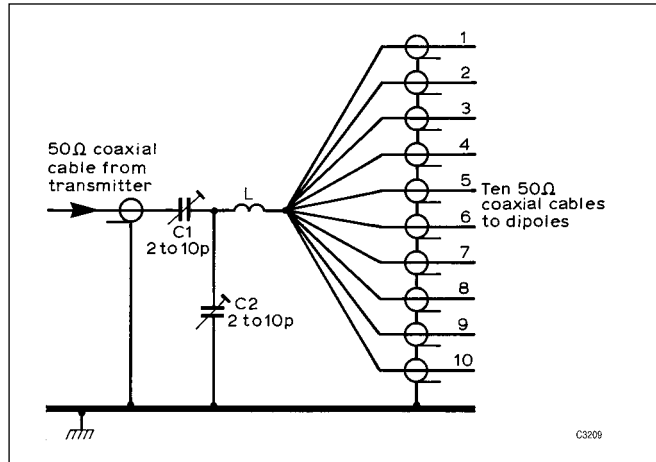 50Ω coaxial
cable from
transmitter
C1
2 to 10p
L
C2
2 to 10p
1
2
3
4
5
6
7
8
9
10
Ten 50Ω
coaxial cables
to dipoles
C3209